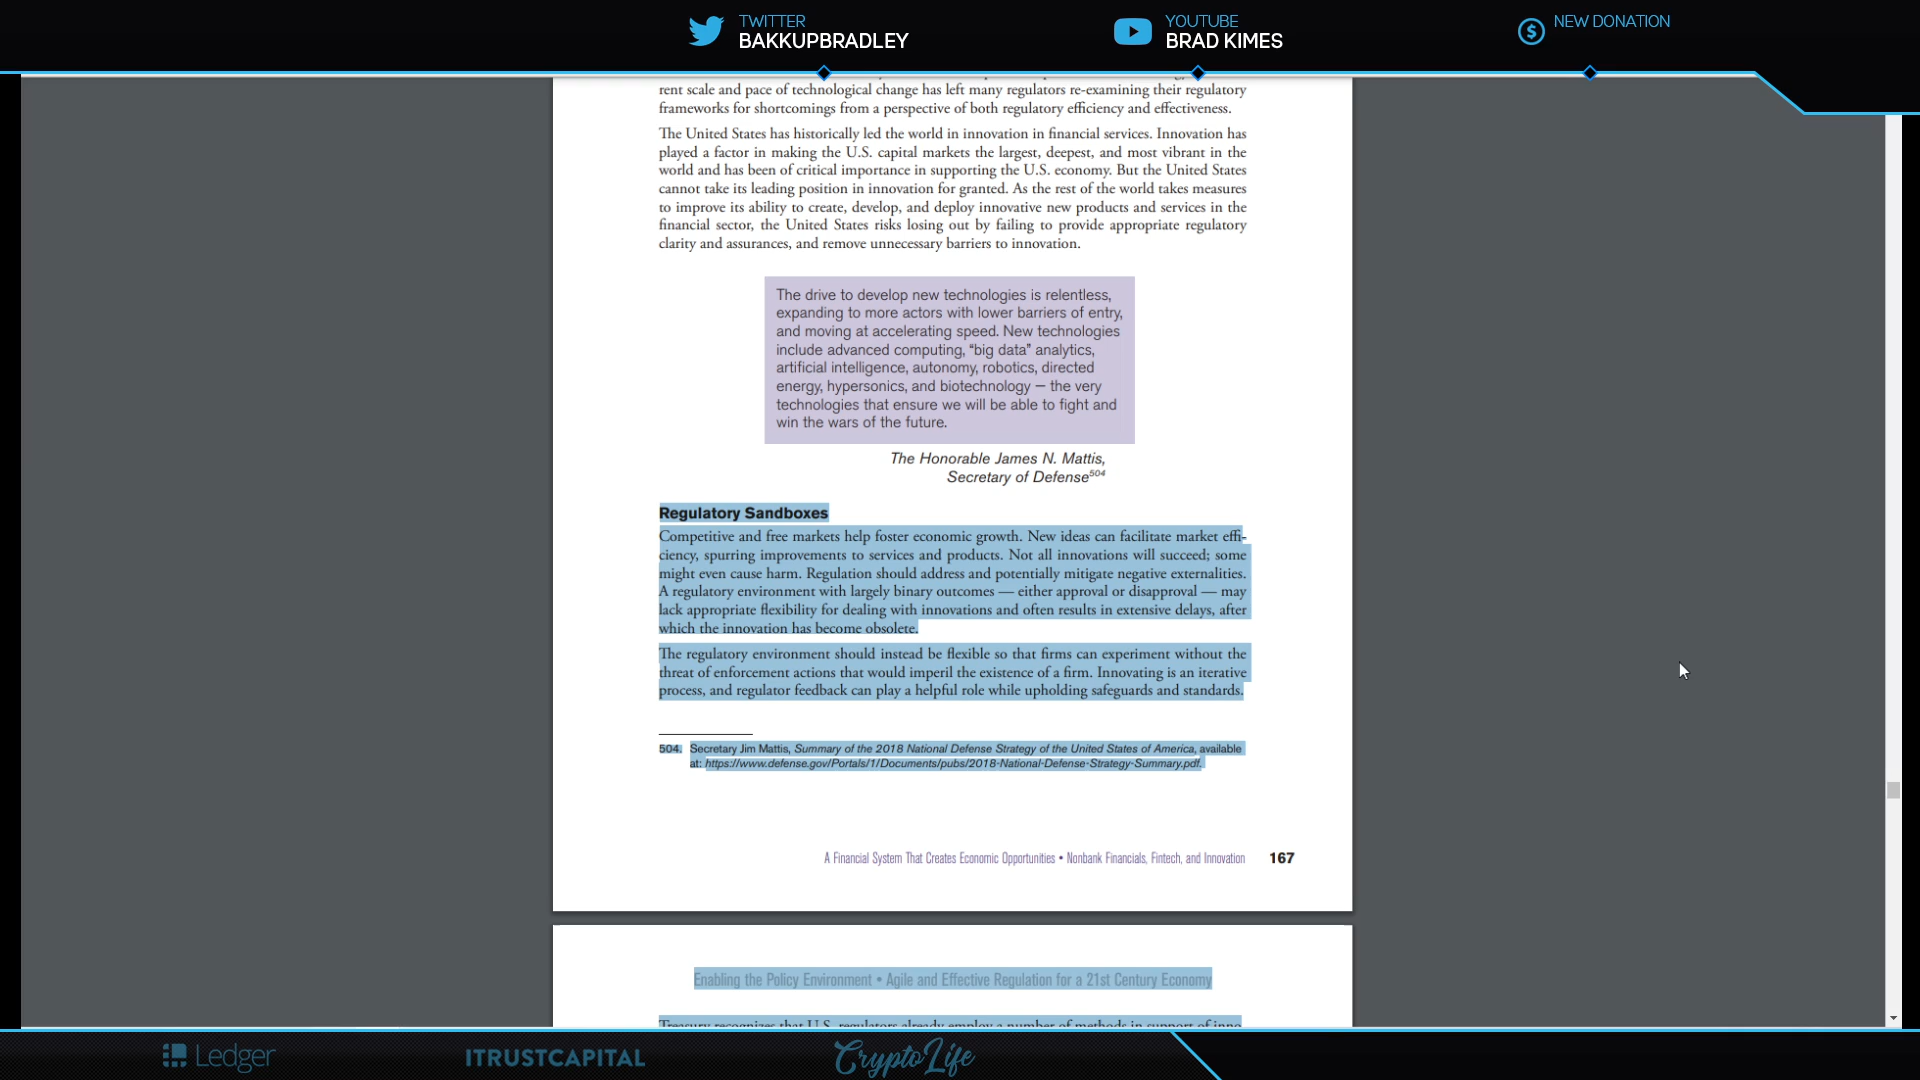 TWITTER
BAKKUPBRADLEY
YOUTUBE
BRAD KIMES
NEW DONATION
rent scale and pace of technological change has left many regulators re-examining their regulatory
frameworks for shortcomings from a perspective of both regulatory efficiency and effectiveness.
The United States has historically led the world in innovation in financial services. Innovation has
played a factor in making the U.S. capital markets the largest, deepest, and most vibrant in the
world and has been of critical importance in supporting the U.S. economy. But the United States
cannot take its leading position in innovation for granted. As the rest of the world takes measures
to improve its ability to create, develop, and deploy innovative new products and services in the
financial sector, the United States risks losing out by failing to provide appropriate regulatory
clarity and assurances, and remove unnecessary barriers to innovation.
The drive to develop new technologies is relentless,
expanding to more actors with lower barriers of entry,
and moving at accelerating speed. New technologies
include advanced computing, “big data” analytics,
artificial intelligence, autonomy, robotics, directed
energy, hypersonics, and biotechnology — the very
technologies that ensure we will be able to fight and
win the wars of the future.
The Honorable James N. Mattis,
Secretary of Defense504
Regulatory Sandboxes
Competitive and free markets help foster economic growth. New ideas can facilitate market effi-
ciency, spurring improvements to services and products. Not all innovations will succeed; some
might even cause harm. Regulation should address and potentially mitigate negative externalities.
A regulatory environment with largely binary outcomes — either approval or disapproval — may
lack appropriate flexibility for dealing with innovations and often results in extensive delays, after
which the innovation has become obsolete.
The regulatory environment should instead be flexible so that firms can experiment without the
threat of enforcement actions that would imperil the existence of a firm. Innovating is an iterative
process, and regulator feedback can play a helpful role while upholding safeguards and standards.
504. Secretary Jim Mattis, Summary of the 2018 National Defense Strategy of the United States of America, available
at: https://www.defense.gov/Portals/1/Documents/pubs/2018-National-Defense-Strategy-Summary.pdf.
A Financial System That Creates Economic Opportunities • Nonbank Financials, Fintech, and Innovation 167
Enabling the Policy Environment • Agile and Effective Regulation for a 21st Century Economy
Treasury recognizes that U.S. regulators already employ a number of methods in support of inno
Ledger
ITRUSTCAPITAL
CryptoLife